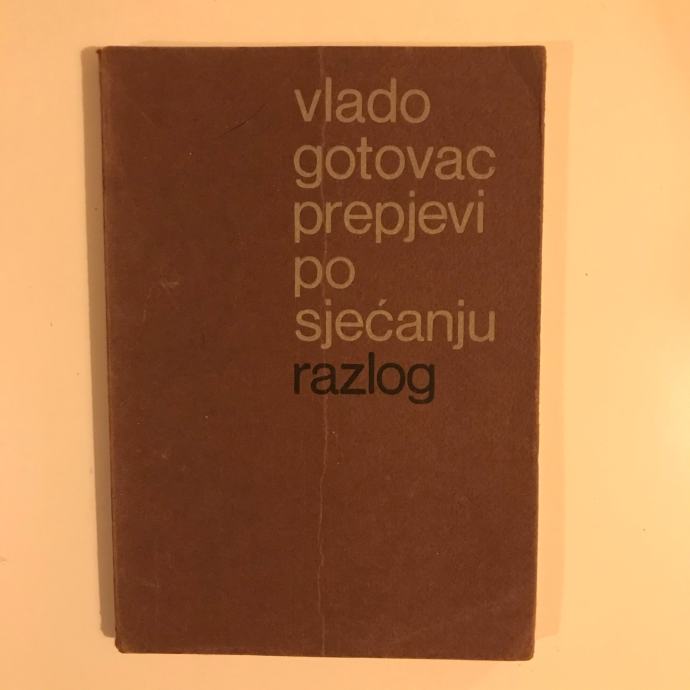 vlado
gotovac
prepjevi
po
sjećanju
razlog